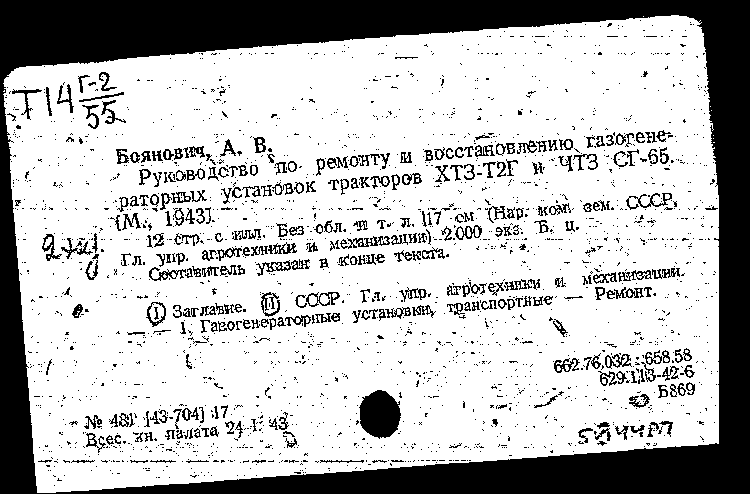 Т14 Г-2
55
Боянович, А. В.
Руководство по ремонту и восстановлению газогене-
раторных установок тракторов ХТЗ-Т2Г и ЧТЗ СГ-65.
[М., 1943].
12 стр. с илл. Без обл. и т. л. 17 см (Нар. ком. зем. СССР.
Гл. упр. агротехники и механизации) 2.000 экз. Б. ц.
2 экз.
Составитель указан в конце текста.
I Заглавие. II СССР. Гл. упр. агротехники и механизации.
— — 1. Газогенераторные установки, транспортные — Ремонт.
662.76.032 : 658.58
629.113-42-6
Б869
№ 481 [43-704] 17
Всес. кн. палата 24 I 43